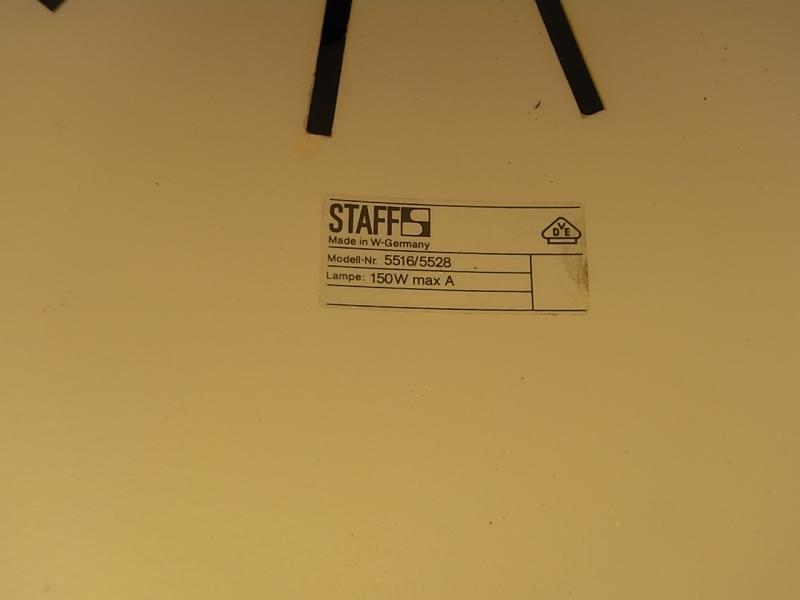 STAFF
Made in W-Germany
Modell-Nr. 5516/5528
Lampe: 150W max A
VDE